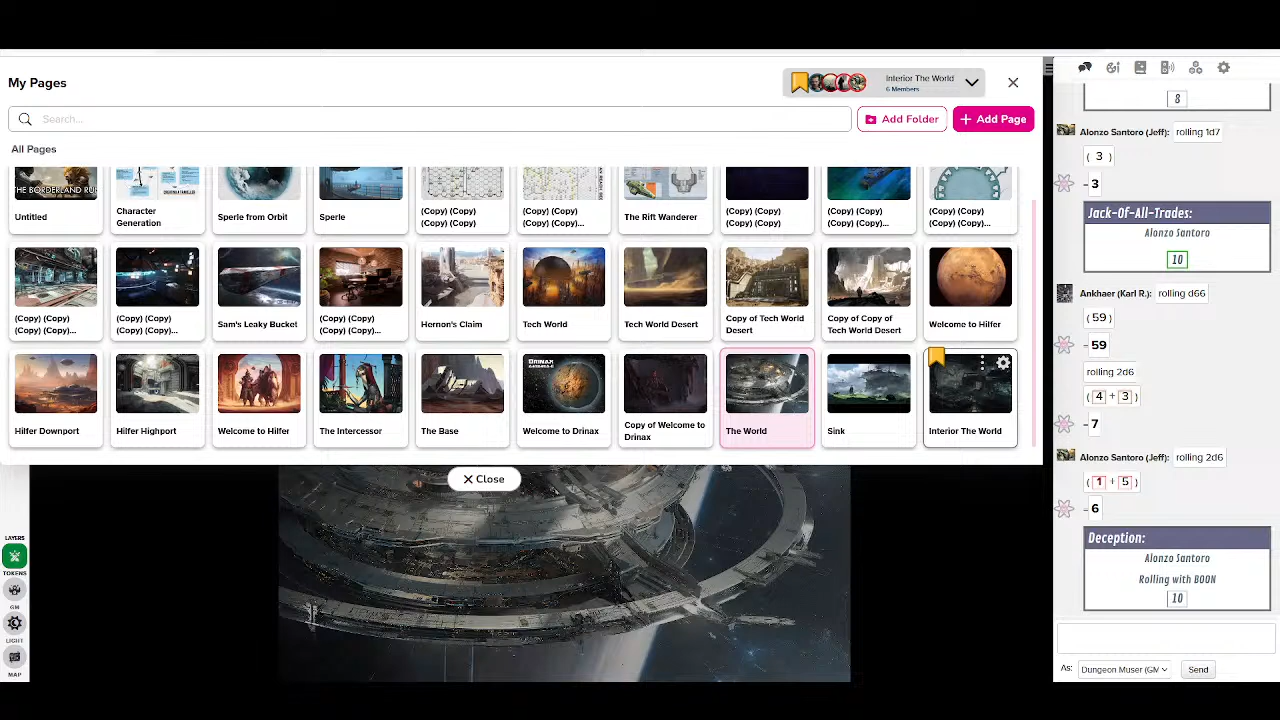 My Pages
Interior The World
6 Members
Search...
Add Folder
Add Page
All Pages
THE BORDERLAND RUN
Untitled
Character
Generation
Sperle from Orbit
Sperle
(Copy) (Copy)
(Copy) (Copy)
(Copy) (Copy)
(Copy) (Copy)...
The Rift Wanderer
(Copy) (Copy)
(Copy) (Copy)
(Copy) (Copy)
(Copy) (Copy)...
(Copy) (Copy)
(Copy) (Copy)...
(Copy) (Copy)
(Copy) (Copy)...
(Copy) (Copy)
(Copy) (Copy)...
Sam's Leaky Bucket
(Copy) (Copy)
(Copy) (Copy)...
Hernon's Claim
Tech World
Tech World Desert
Copy of Tech World
Desert
Copy of Copy of
Tech World Desert
Welcome to Hilfer
Hilfer Downport
Hilfer Highport
Welcome to Hilfer
The Intercessor
The Base
DRINAX
Welcome to Drinax
Copy of Welcome to
Drinax
The World
Sink
Interior The World
Close
LAYERS
TOKENS
GM
LIGHT
MAP
8
Alonzo Santoro (Jeff): rolling 1d7
( 3 )
=3
Jack-Of-All-Trades:
Alonzo Santoro
10
Ankhaer (Karl R.): rolling d66
( 59 )
=59
rolling 2d6
( 4 + 3 )
=7
Alonzo Santoro (Jeff): rolling 2d6
( 1 + 5 )
=6
Deception:
Alonzo Santoro
Rolling with BOON
10
As: Dungeon Muser (GM
Send